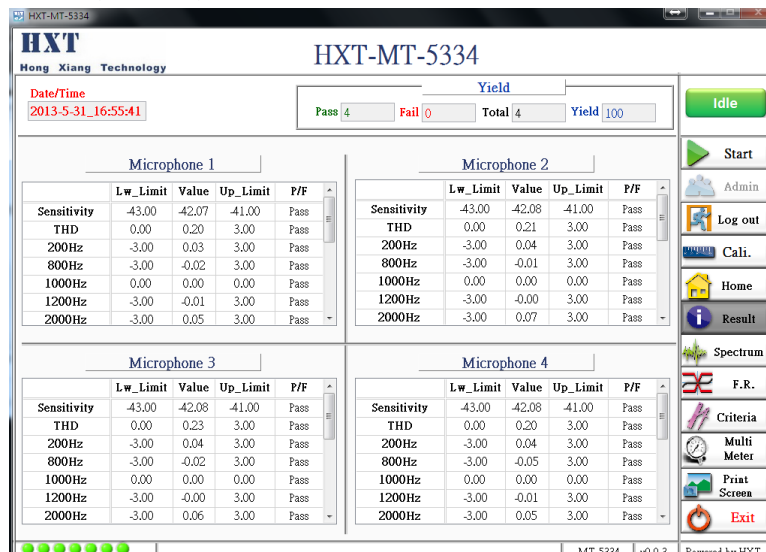 HXT-MT-5334
HXT
Hong Xiang Technology
HXT-MT-5334
Date/Time
2013-5-31_16:55:41
Yield
Pass 4 Fail 0 Total 4 Yield 100
Idle
Start
Admin
Log out
Cali.
Home
Result
Spectrum
F.R.
Criteria
Multi
Meter
Print
Screen
Exit
Microphone 1
Lw_Limit Value Up_Limit P/F
Sensitivity -43.00 -42.07 -41.00 Pass
THD 0.00 0.20 3.00 Pass
200Hz -3.00 0.03 3.00 Pass
800Hz -3.00 -0.02 3.00 Pass
1000Hz 0.00 0.00 0.00 Pass
1200Hz -3.00 -0.01 3.00 Pass
2000Hz -3.00 0.05 3.00 Pass
Microphone 2
Lw_Limit Value Up_Limit P/F
Sensitivity -43.00 -42.08 -41.00 Pass
THD 0.00 0.21 3.00 Pass
200Hz -3.00 0.04 3.00 Pass
800Hz -3.00 -0.01 3.00 Pass
1000Hz 0.00 0.00 0.00 Pass
1200Hz -3.00 -0.00 3.00 Pass
2000Hz -3.00 0.07 3.00 Pass
Microphone 3
Lw_Limit Value Up_Limit P/F
Sensitivity -43.00 -42.08 -41.00 Pass
THD 0.00 0.23 3.00 Pass
200Hz -3.00 0.04 3.00 Pass
800Hz -3.00 -0.02 3.00 Pass
1000Hz 0.00 0.00 0.00 Pass
1200Hz -3.00 -0.00 3.00 Pass
2000Hz -3.00 0.06 3.00 Pass
Microphone 4
Lw_Limit Value Up_Limit P/F
Sensitivity -43.00 -42.08 -41.00 Pass
THD 0.00 0.20 3.00 Pass
200Hz -3.00 0.04 3.00 Pass
800Hz -3.00 -0.05 3.00 Pass
1000Hz 0.00 0.00 0.00 Pass
1200Hz -3.00 -0.01 3.00 Pass
2000Hz -3.00 0.05 3.00 Pass
MT-5334 v0.0.3 Powered by HXT